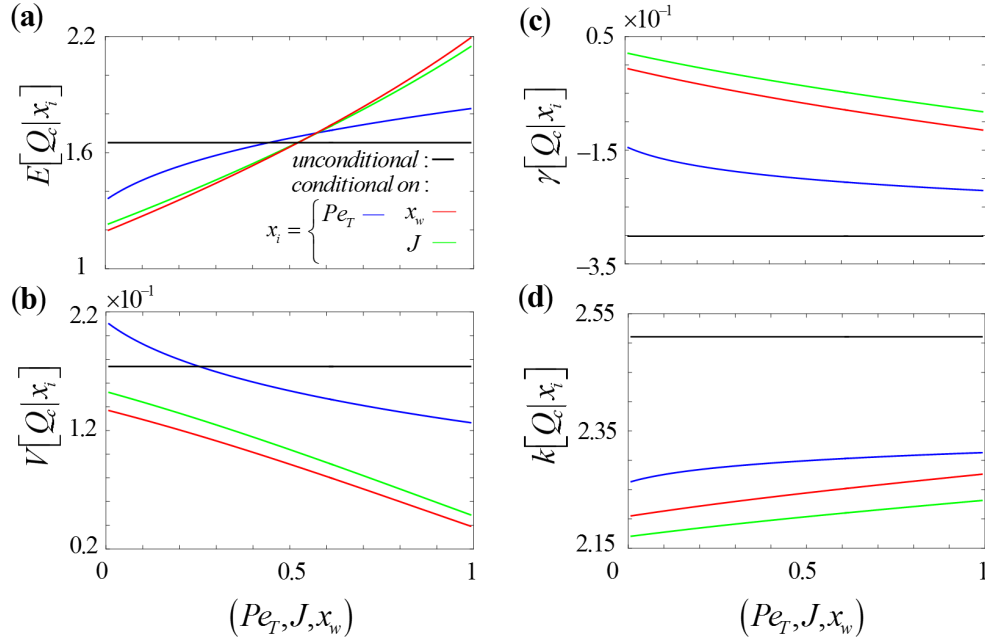 (a)
2.2
1.6
1
E[Q_c|x_i]
unconditional :
conditional on :
x_i = { Pe_T x_w
J
(b)
×10⁻¹
2.2
1.2
0.2
V[Q_c|x_i]
0 0.5 1
(Pe_T, J, x_w)
(c)
×10⁻¹
0.5
−1.5
−3.5
γ[Q_c|x_i]
(d)
2.55
2.35
2.15
k[Q_c|x_i]
0 0.5 1
(Pe_T, J, x_w)